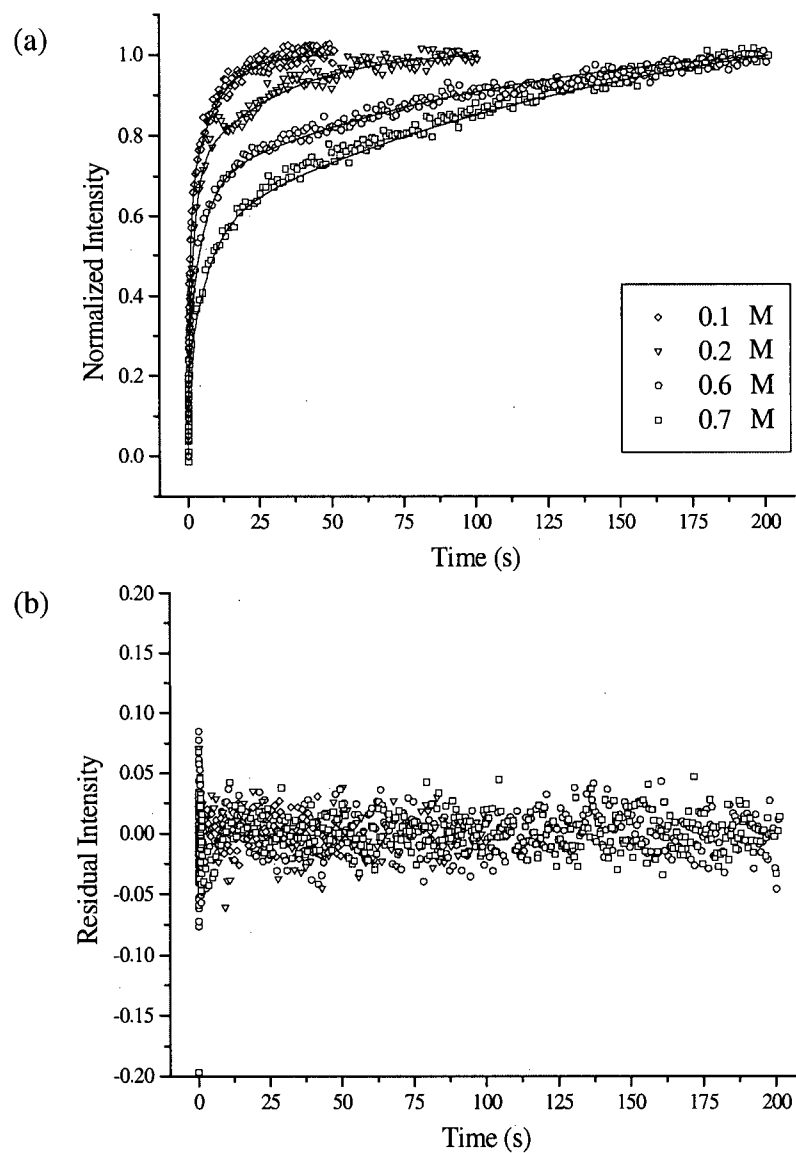 (a)
Normalized Intensity
1.0
0.8
0.6
0.4
0.2
0.0
0.1 M
0.2 M
0.6 M
0.7 M
0 25 50 75 100 125 150 175 200
Time (s)
(b)
Residual Intensity
0.20
0.15
0.10
0.05
0.00
-0.05
-0.10
-0.15
-0.20
0 25 50 75 100 125 150 175 200
Time (s)